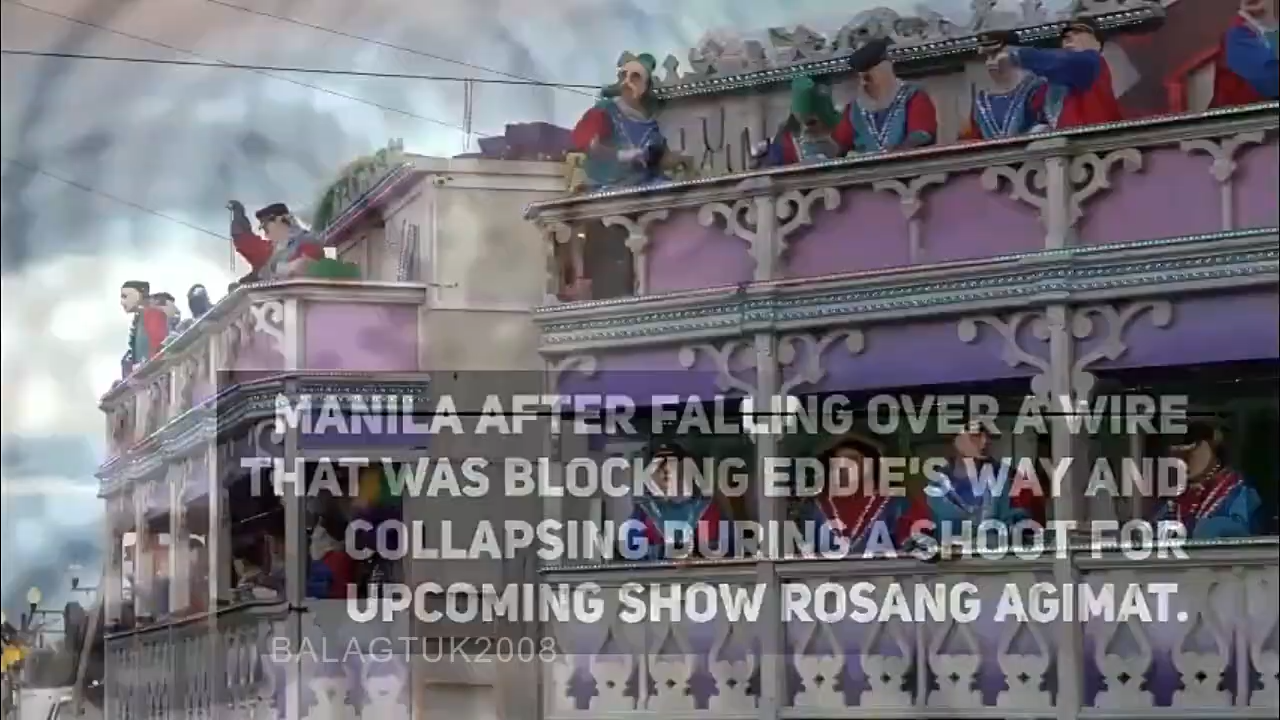 MANILA AFTER FALLING OVER A WIRE
THAT WAS BLOCKING EDDIE'S WAY AND
COLLAPSING DURING A SHOOT FOR
UPCOMING SHOW ROSANG AGIMAT.
BALAGTUK2008